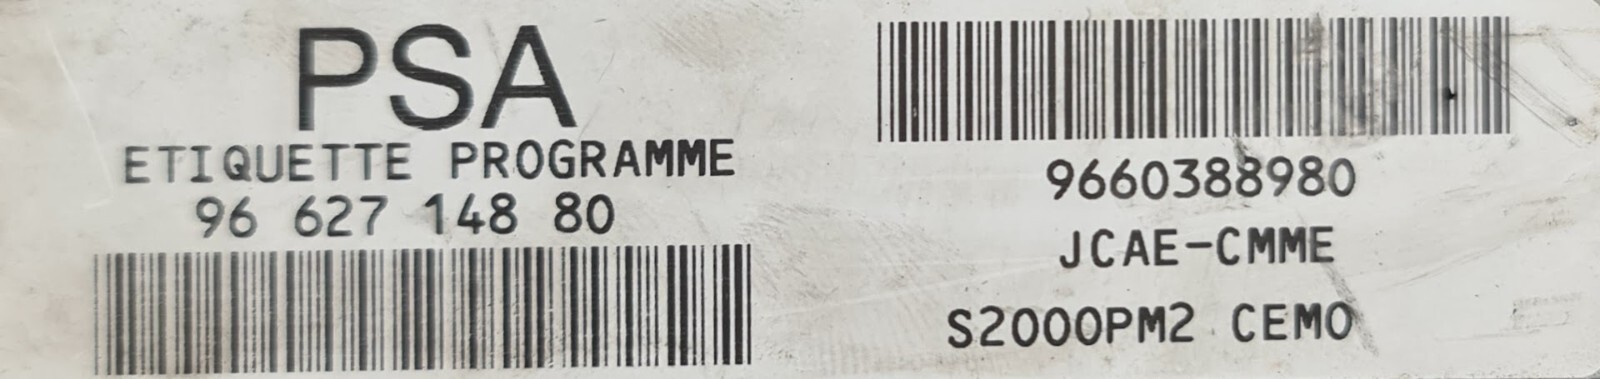 PSA
ETIQUETTE PROGRAMME
96 627 148 80
9660388980
JCAE-CMME
S2000PM2 CEMO